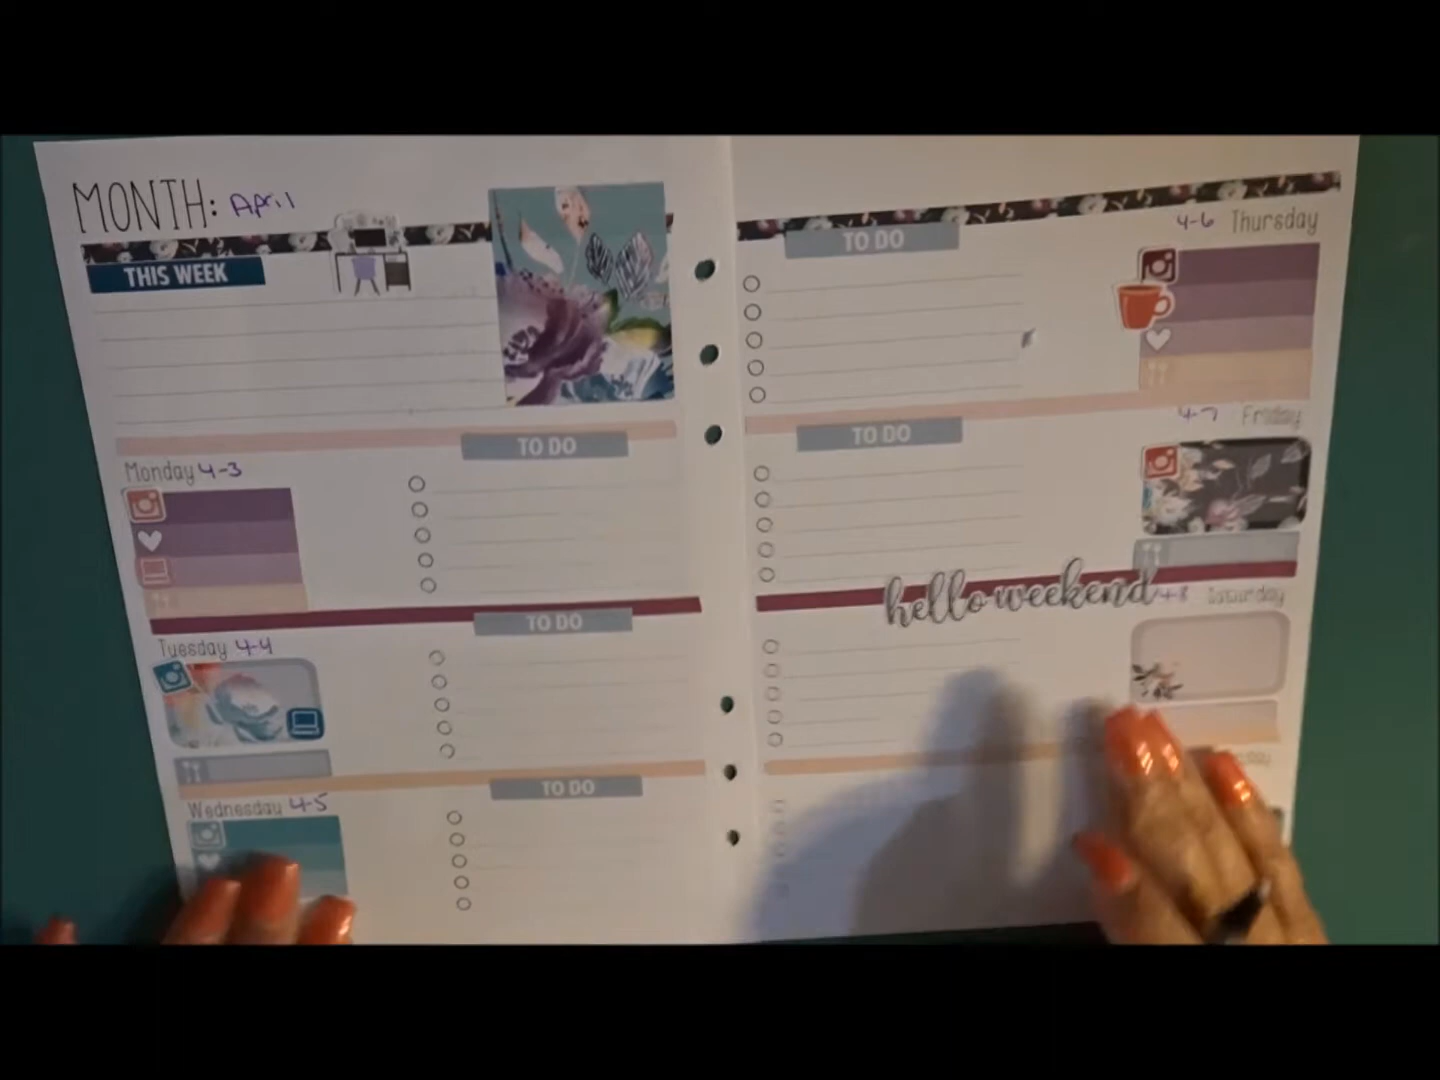 MONTH: April
THIS WEEK
TO DO
Monday 4-3
TO DO
Tuesday 4-4
TO DO
Wednesday 4-5
TO DO
4-6 Thursday
TO DO
4-7 Friday
hello weekend
4-8 Saturday